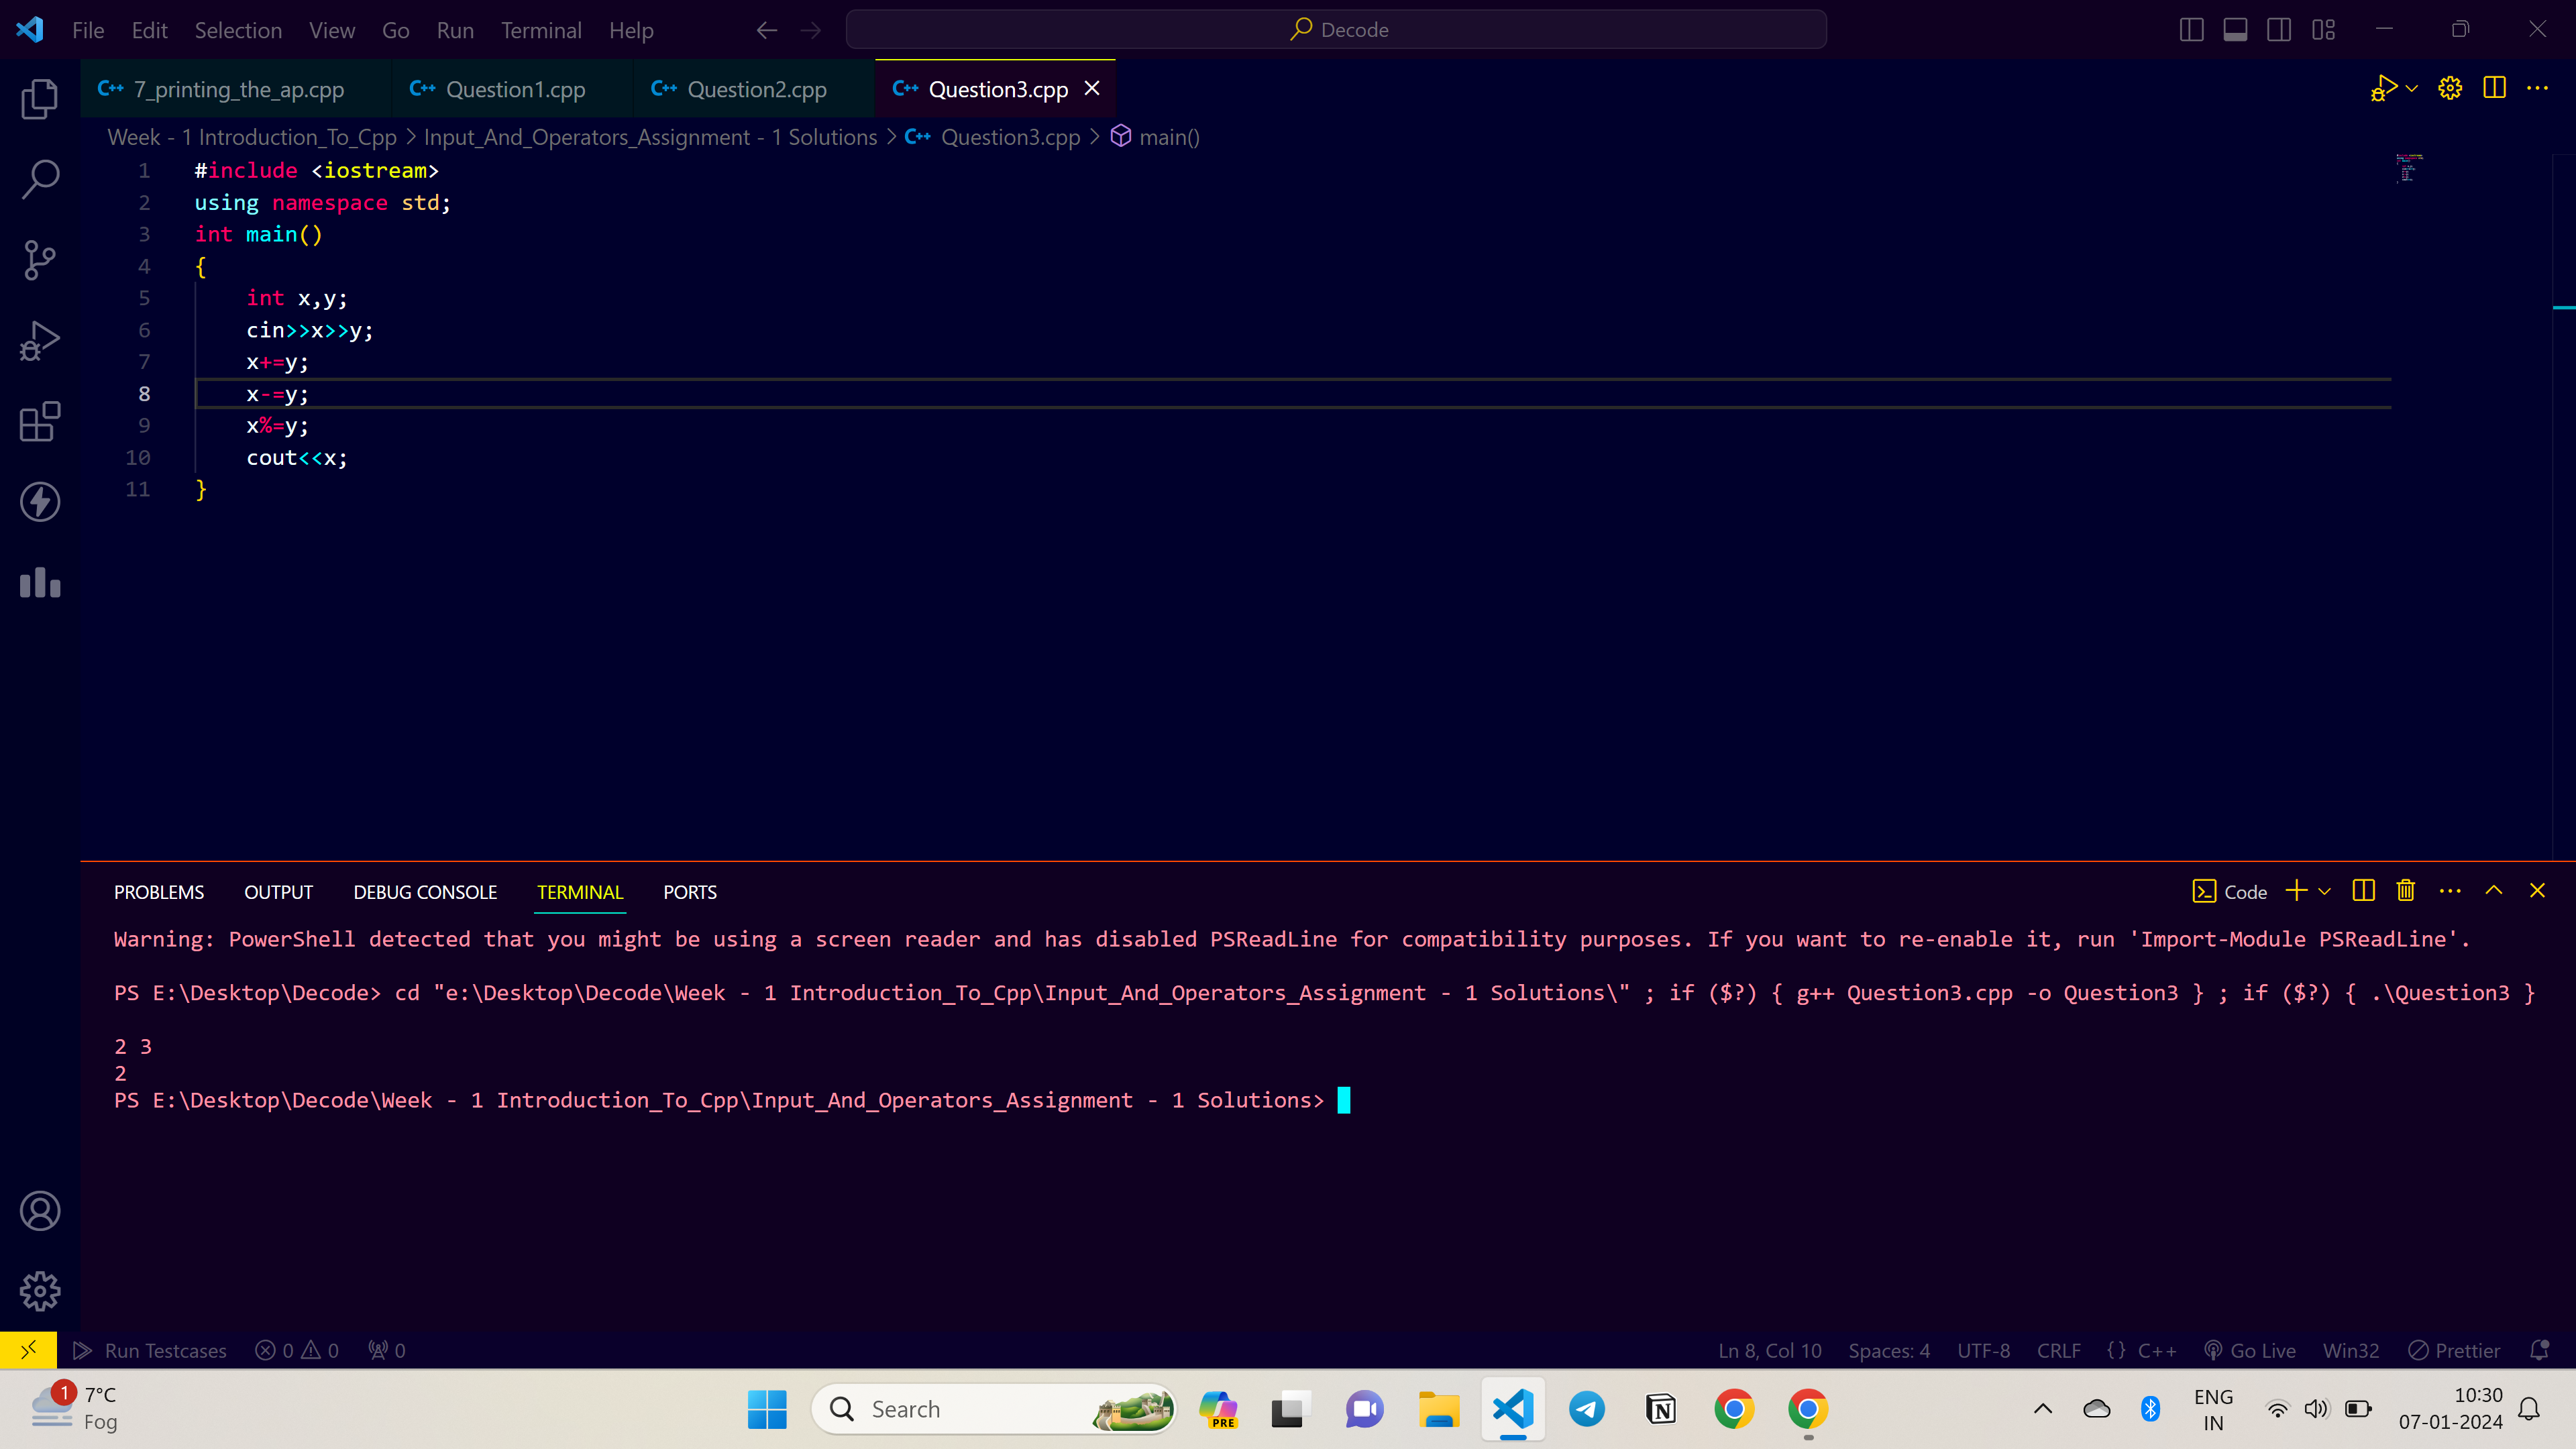 File Edit Selection View Go Run Terminal Help
Decode
7_printing_the_ap.cpp Question1.cpp Question2.cpp Question3.cpp
Week - 1 Introduction_To_Cpp > Input_And_Operators_Assignment - 1 Solutions > Question3.cpp > main()
1 #include <iostream>
2 using namespace std;
3 int main()
4 {
5 int x,y;
6 cin>>x>>y;
7 x+=y;
8 x-=y;
9 x%=y;
10 cout<<x;
11 }
PROBLEMS OUTPUT DEBUG CONSOLE TERMINAL PORTS
Code
Warning: PowerShell detected that you might be using a screen reader and has disabled PSReadLine for compatibility purposes. If you want to re-enable it, run 'Import-Module PSReadLine'.
PS E:\Desktop\Decode> cd "e:\Desktop\Decode\Week - 1 Introduction_To_Cpp\Input_And_Operators_Assignment - 1 Solutions\" ; if ($?) { g++ Question3.cpp -o Question3 } ; if ($?) { .\Question3 }
2 3
2
PS E:\Desktop\Decode\Week - 1 Introduction_To_Cpp\Input_And_Operators_Assignment - 1 Solutions>
Run Testcases 0 0 0 Ln 8, Col 10 Spaces: 4 UTF-8 CRLF {} C++ Go Live Win32 Prettier
1 7°C
Fog
Search
PRE
ENG
IN
10:30
07-01-2024